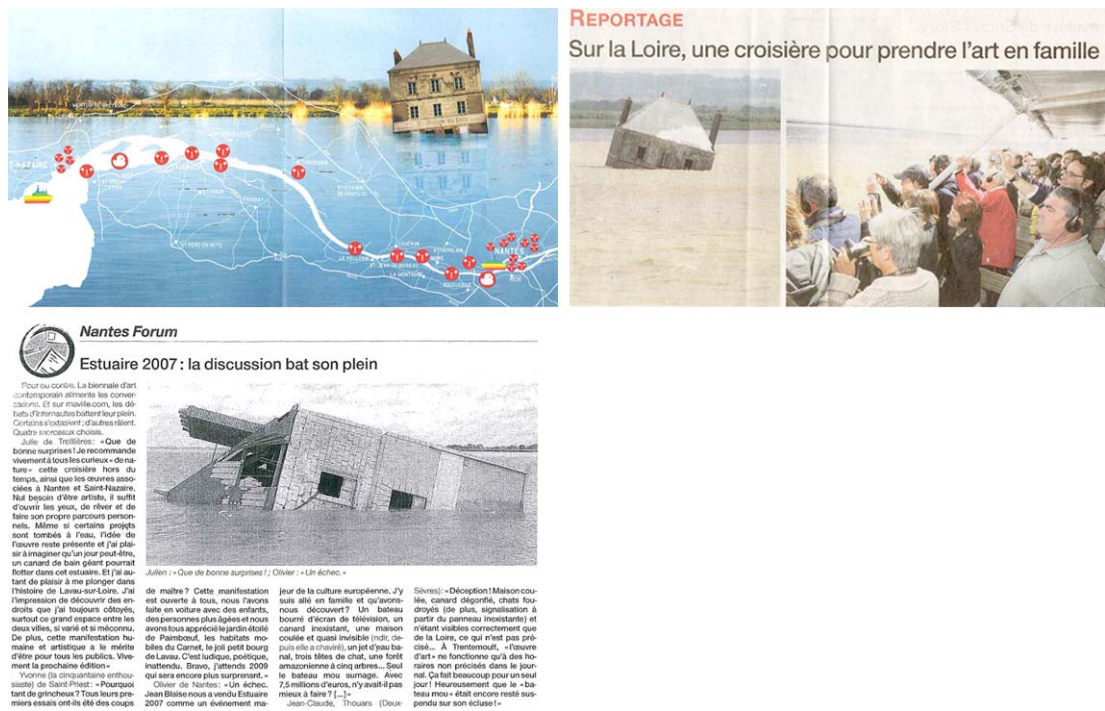 REPORTAGE
Sur la Loire, une croisière pour prendre l'art en famille
NANTES
Nantes Forum
Estuaire 2007 : la discussion bat son plein
Pour ou contre. La biennale d'art
contemporain alimente les conver-
sations. Et sur maville.com, les dé-
bats d'internautes battent leur plein.
Certains s'extasient ; d'autres râlent.
Quatre morceaux choisis.
Julie de Treillières : «Que de
bonne surprises ! Je recommande
vivement à tous les curieux «de na-
ture» cette croisière hors du
temps, ainsi que les œuvres asso-
ciées à Nantes et Saint-Nazaire.
Nul besoin d'être artiste, il suffit
d'ouvrir les yeux, de rêver et de
faire son propre parcours person-
nels. Même si certains projets
sont tombés à l'eau, l'idée de
l'œuvre reste présente et j'ai plai-
sir à imaginer qu'un jour peut-être,
un canard de bain géant pourrait
flotter dans cet estuaire. Et j'ai au-
tant de plaisir à me plonger dans
l'histoire de Lavau-sur-Loire. J'ai
l'impression de découvrir des en-
droits que j'ai toujours côtoyés,
surtout ce grand espace entre les
deux villes, si varié et si méconnu.
De plus, cette manifestation hu-
maine et artistique a le mérite
d'être pour tous les publics. Vive-
ment la prochaine édition»
Yvonne (la cinquantaine enthou-
siaste) de Saint-Priest : «Pourquoi
tant de grincheux ? Tous leurs pre-
miers essais ont-ils été des coups
Julien : «Que de bonne surprises ! ; Olivier : «Un échec.»
de maître ? Cette manifestation
est ouverte à tous, nous l'avons
faite en voiture avec des enfants,
des personnes plus âgées et nous
avons tous apprécié le jardin étoilé
de Paimbœuf, les habitats mo-
biles du Carnet, le joli petit bourg
de Lavau. C'est ludique, poétique,
inattendu. Bravo, j'attends 2009
qui sera encore plus surprenant.»
Olivier de Nantes : «Un échec.
Jean Blaise nous a vendu Estuaire
2007 comme un événement ma-
jeur de la culture européenne. J'y
suis allé en famille et qu'avons-
nous découvert ? Un bateau
bourré d'écran de télévision, un
canard inexistant, une maison
coulée et quasi invisible (ndlr, de-
puis elle a chaviré), un jet d'eau ba-
nal, trois têtes de chat, une forêt
amazonienne à cinq arbres... Seul
le bateau mou surnage. Avec
7,5 millions d'euros, n'y avait-il pas
mieux à faire ? [...]»
Jean-Claude, Thouars (Deux-
Sèvres) : «Déception ! Maison cou-
lée, canard dégonflé, chats fou-
droyés (de plus, signalisation à
partir du panneau inexistante) et
n'étant visibles correctement que
de la Loire, ce qui n'est pas pré-
cisé... À Trentemoult, «l'œuvre
d'art» ne fonctionne qu'à des ho-
raires non précisés dans le jour-
nal. Ça fait beaucoup pour un seul
jour ! Heureusement que le «ba-
teau mou» était encore resté sus-
pendu sur son écluse !»